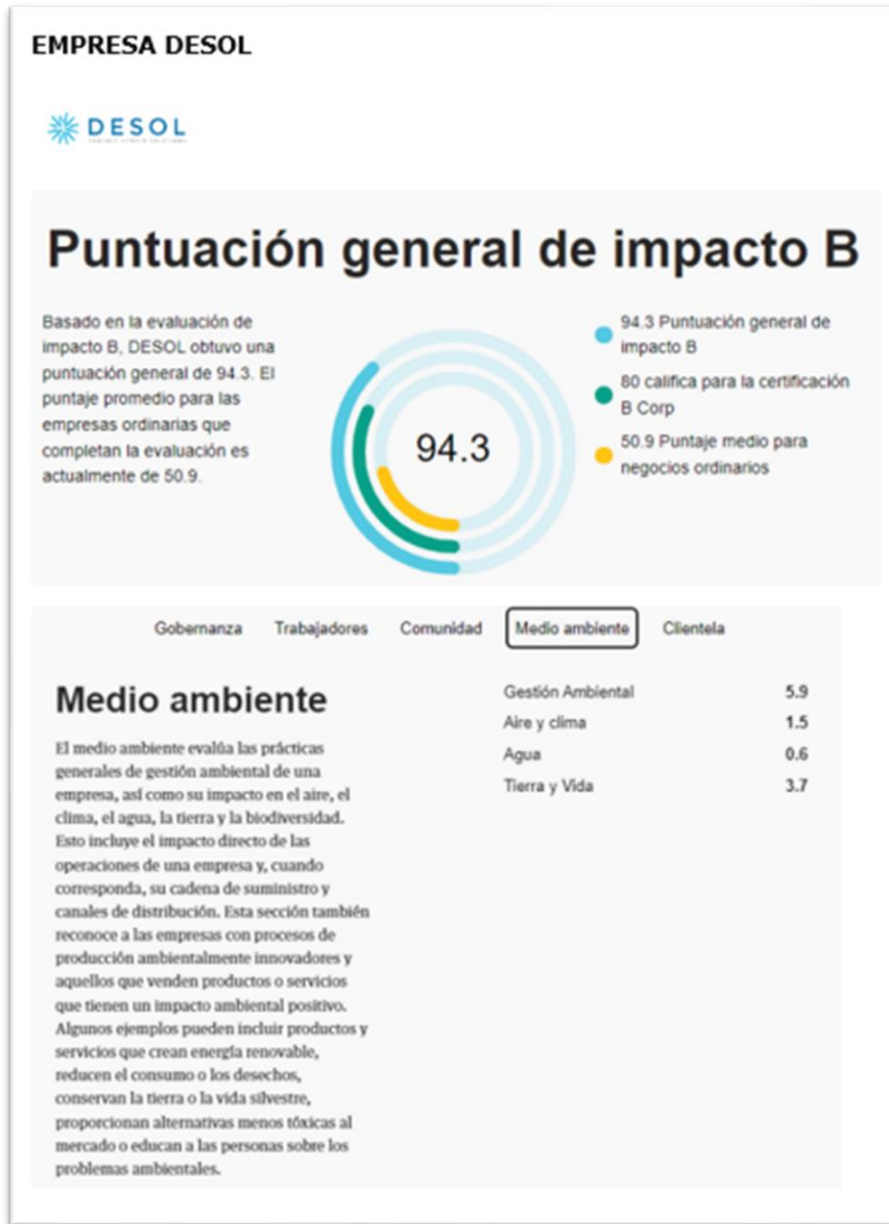 EMPRESA DESOL
DESOL
Puntuación general de impacto B
Basado en la evaluación de
impacto B, DESOL obtuvo una
puntuación general de 94.3. El
puntaje promedio para las
empresas ordinarias que
completan la evaluación es
actualmente de 50.9.
94.3
94.3 Puntuación general de
impacto B
80 califica para la certificación
B Corp
50.9 Puntaje medio para
negocios ordinarios
Gobernanza Trabajadores Comunidad Medio ambiente Clientela
Medio ambiente
El medio ambiente evalúa las prácticas
generales de gestión ambiental de una
empresa, así como su impacto en el aire, el
clima, el agua, la tierra y la biodiversidad.
Esto incluye el impacto directo de las
operaciones de una empresa y, cuando
corresponda, su cadena de suministro y
canales de distribución. Esta sección también
reconoce a las empresas con procesos de
producción ambientalmente innovadores y
aquellos que venden productos o servicios
que tienen un impacto ambiental positivo.
Algunos ejemplos pueden incluir productos y
servicios que crean energía renovable,
reducen el consumo o los desechos,
conservan la tierra o la vida silvestre,
proporcionan alternativas menos tóxicas al
mercado o educan a las personas sobre los
problemas ambientales.
Gestión Ambiental 5.9
Aire y clima 1.5
Agua 0.6
Tierra y Vida 3.7